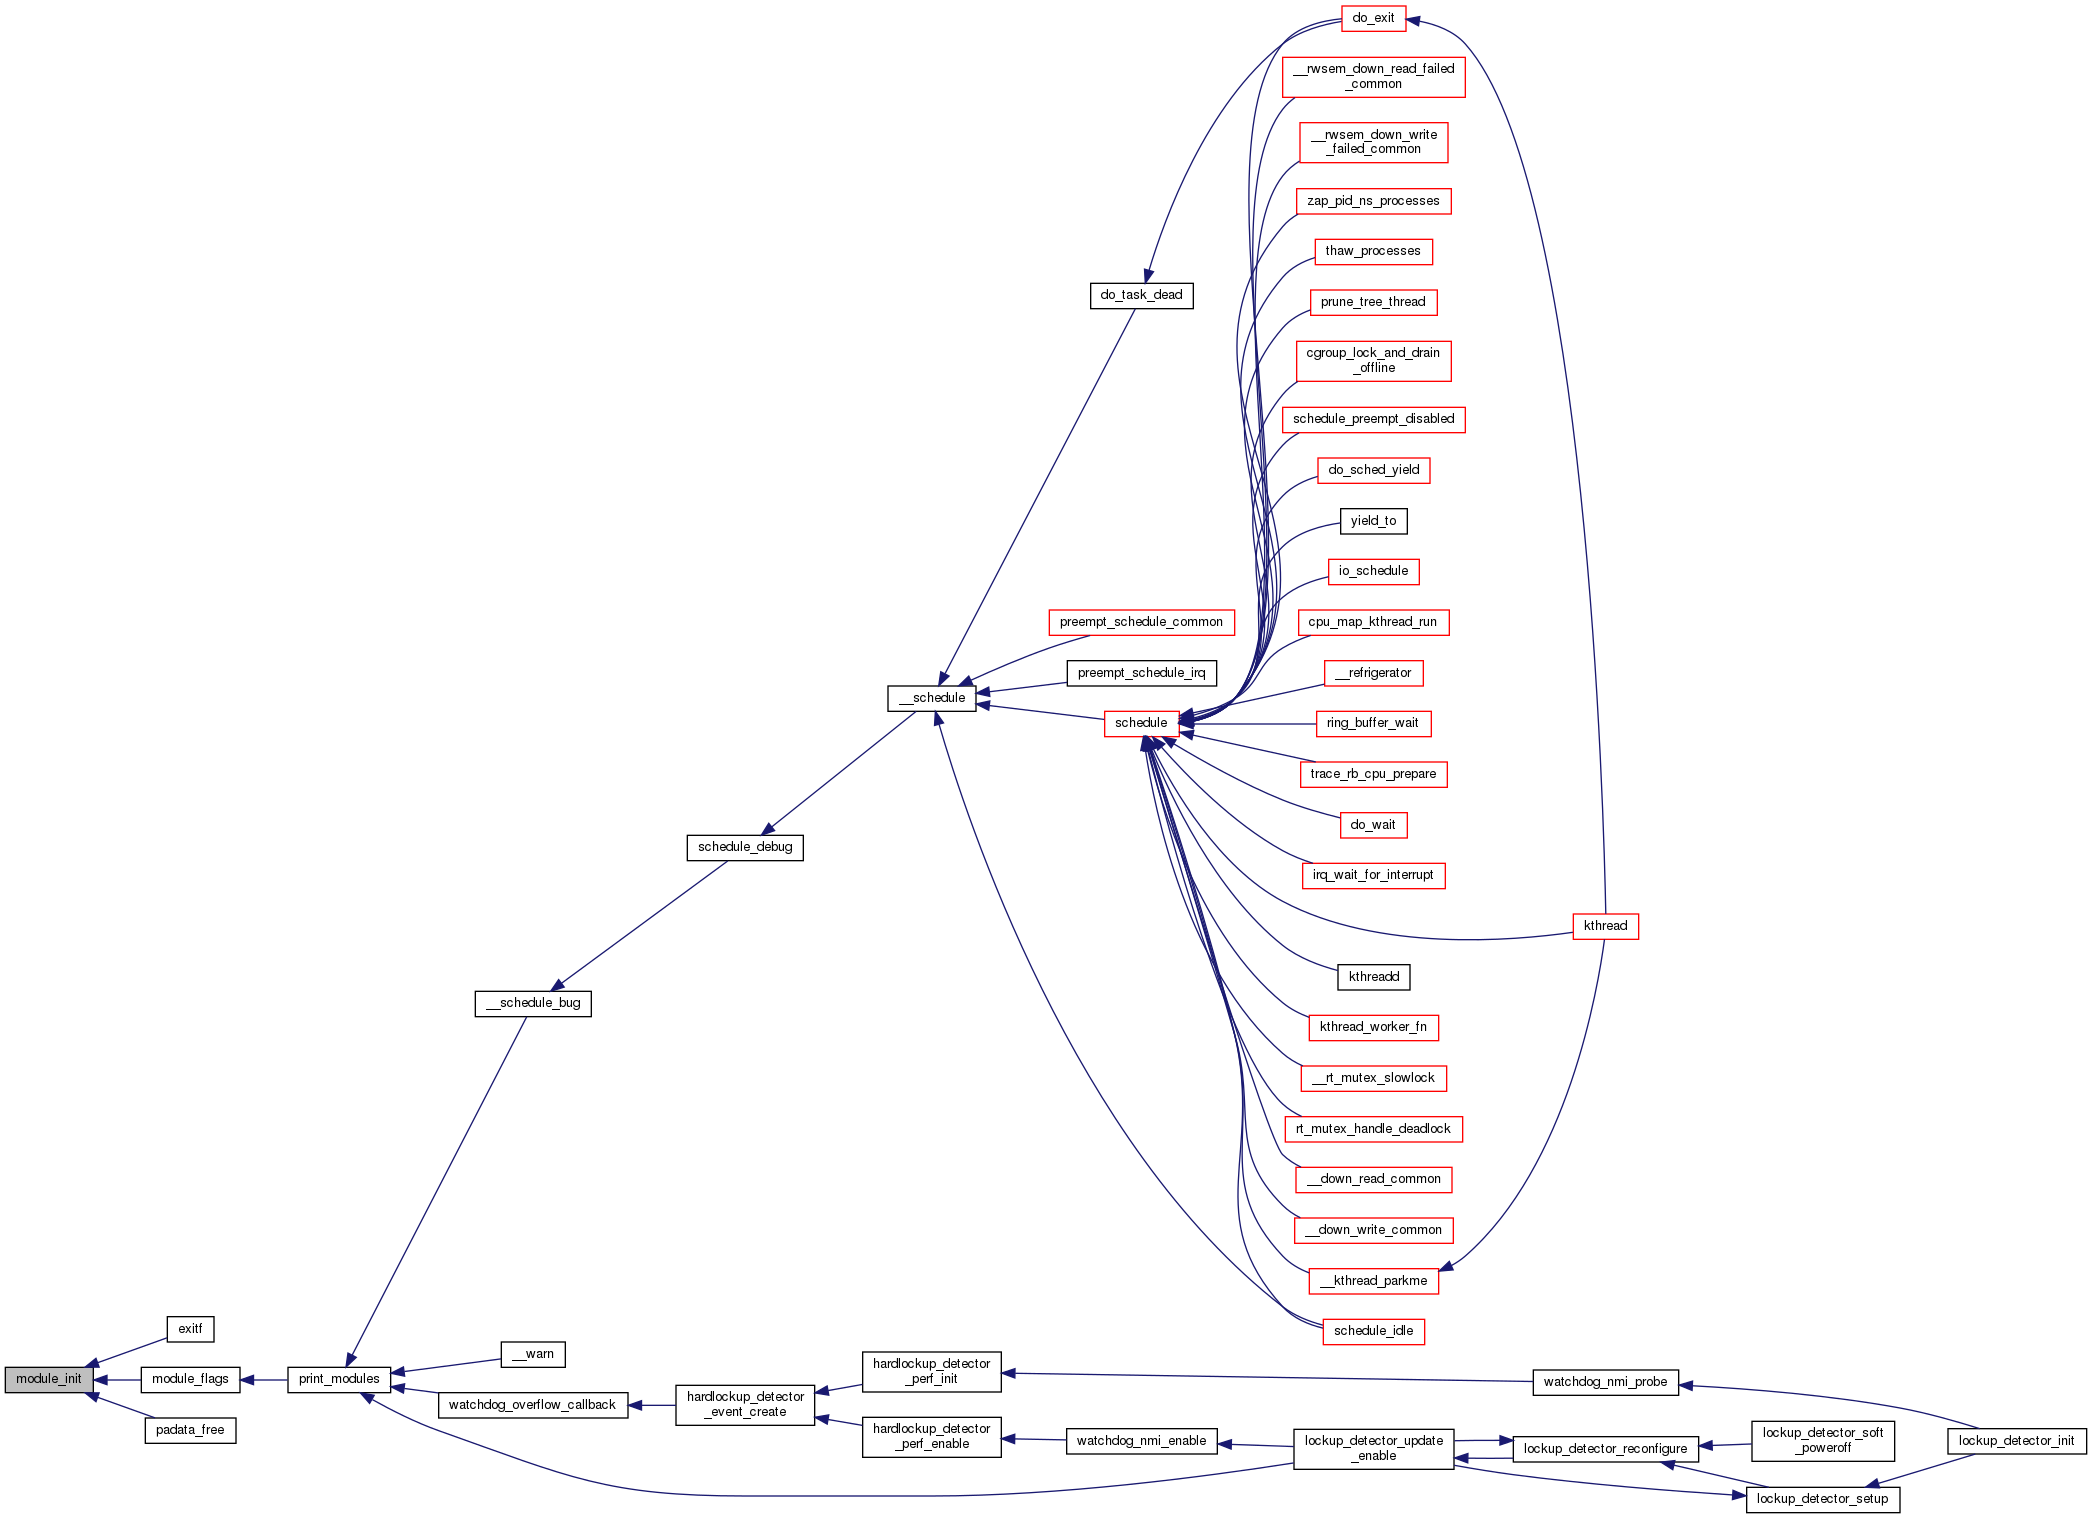 do_exit
__rwsem_down_read_failed
_common
__rwsem_down_write
_failed_common
zap_pid_ns_processes
thaw_processes
do_task_dead
prune_tree_thread
cgroup_lock_and_drain
_offline
schedule_preempt_disabled
do_sched_yield
yield_to
io_schedule
preempt_schedule_common
cpu_map_kthread_run
preempt_schedule_irq
__refrigerator
__schedule
schedule
ring_buffer_wait
trace_rb_cpu_prepare
do_wait
schedule_debug
irq_wait_for_interrupt
kthread
kthreadd
__schedule_bug
kthread_worker_fn
__rt_mutex_slowlock
rt_mutex_handle_deadlock
__down_read_common
__down_write_common
__kthread_parkme
exitf
schedule_idle
__warn
hardlockup_detector
_perf_init
module_init
module_flags
print_modules
watchdog_nmi_probe
watchdog_overflow_callback
hardlockup_detector
_event_create
padata_free
hardlockup_detector
_perf_enable
watchdog_nmi_enable
lockup_detector_update
_enable
lockup_detector_reconfigure
lockup_detector_soft
_poweroff
lockup_detector_init
lockup_detector_setup